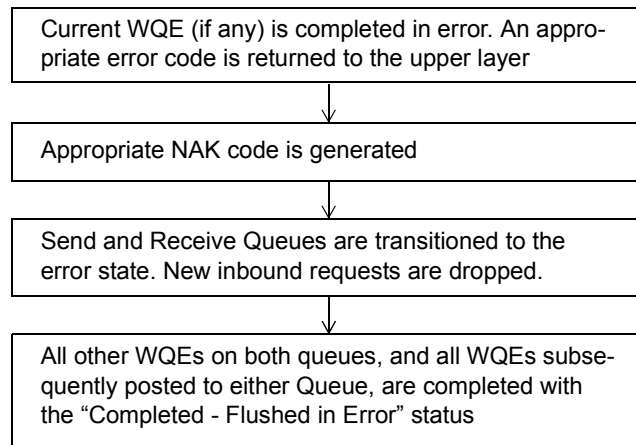 Current WQE (if any) is completed in error. An appro-
priate error code is returned to the upper layer
Appropriate NAK code is generated
Send and Receive Queues are transitioned to the
error state. New inbound requests are dropped.
All other WQEs on both queues, and all WQEs subse-
quently posted to either Queue, are completed with
the “Completed - Flushed in Error” status